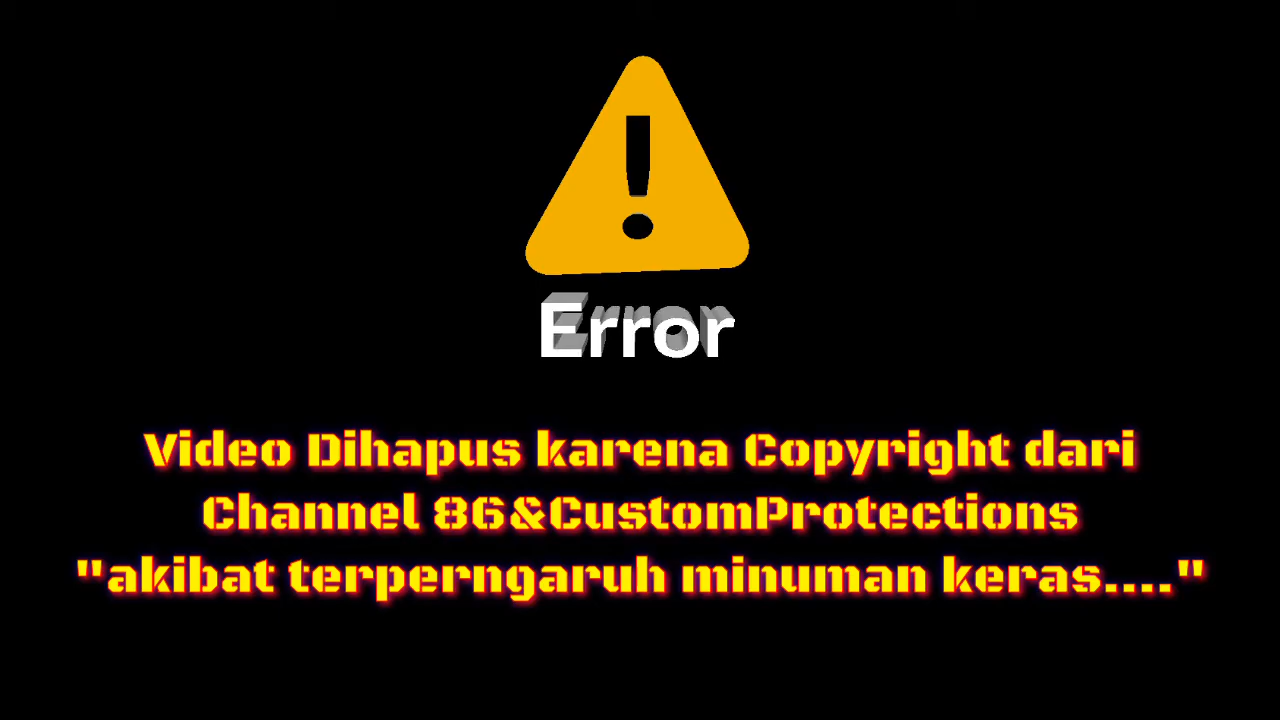 Error
Video Dihapus karena Copyright dari
Channel 86&CustomProtections
"akibat terperngaruh minuman keras...."